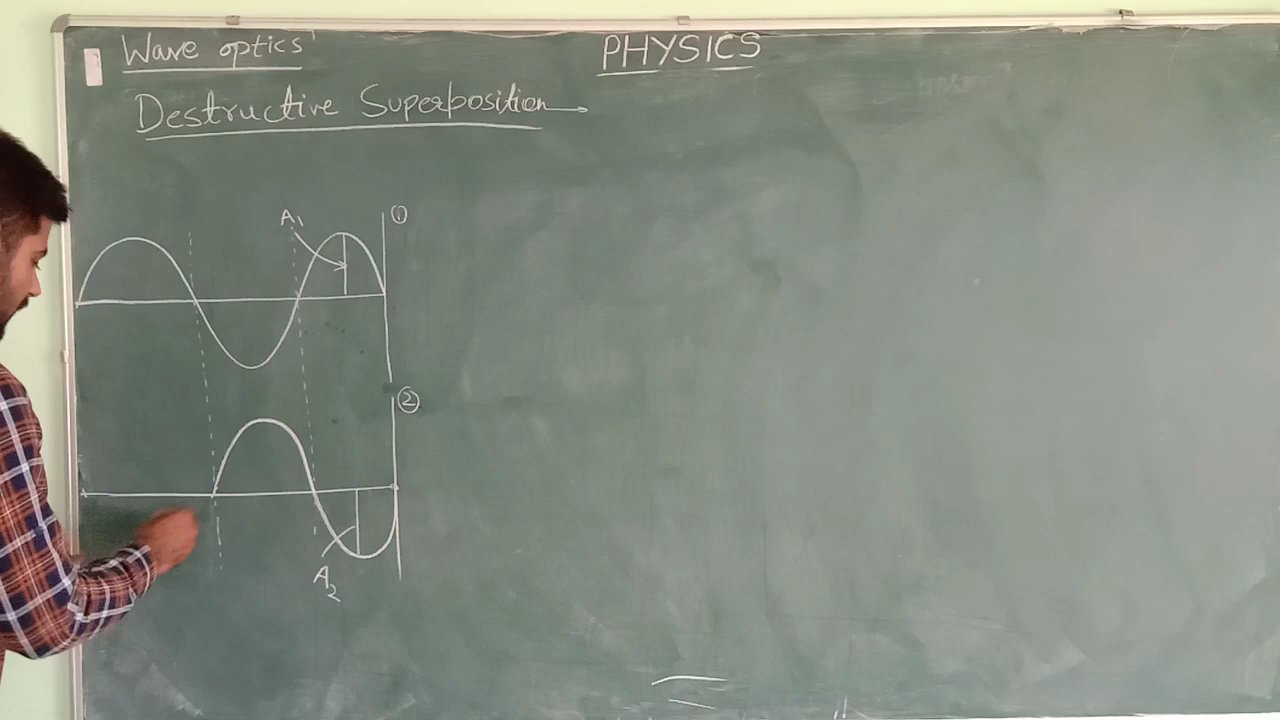 Wave optics
PHYSICS
Destructive Superposition →
A₁
①
②
A₂